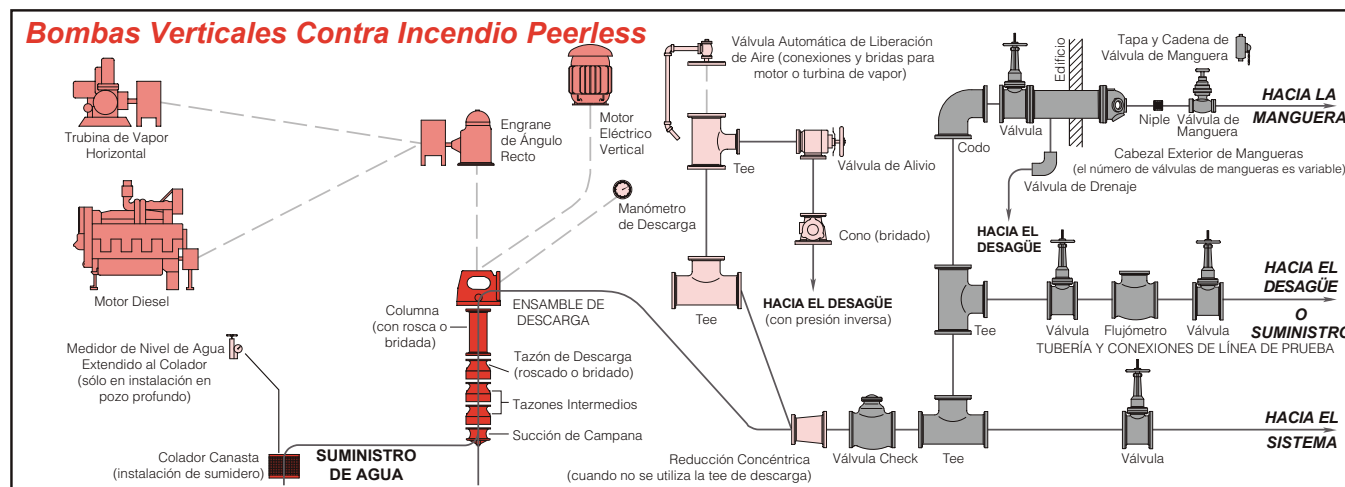 Bombas Verticales Contra Incendio Peerless
Trubina de Vapor
Horizontal
Motor Diesel
Engrane
de Ángulo
Recto
Motor
Eléctrico
Vertical
Manómetro
de Descarga
Medidor de Nivel de Agua
Extendido al Colador
(sólo en instalación en
pozo profundo)
Colador Canasta
(instalación de sumidero)
SUMINISTRO
DE AGUA
Columna
(con rosca o
bridada)
ENSAMBLE DE
DESCARGA
Tazón de Descarga
(roscado o bridado)
Tazones Intermedios
Succión de Campana
Válvula Automática de Liberación
de Aire (conexiones y bridas para
motor o turbina de vapor)
Tee
Válvula de Alivio
Cono (bridado)
HACIA EL DESAGÜE
(con presión inversa)
Tee
Reducción Concéntrica
(cuando no se utiliza la tee de descarga)
Válvula Check
Tee
Válvula
HACIA EL
SISTEMA
Codo
Válvula
Edificio
Tapa y Cadena de
Válvula de Manguera
Niple
Válvula de
Manguera
HACIA LA
MANGUERA
Cabezal Exterior de Mangueras
(el número de válvulas de mangueras es variable)
Válvula de Drenaje
HACIA EL
DESAGÜE
Tee
Válvula
Flujómetro
Válvula
HACIA EL
DESAGÜE
O
SUMINISTRO
TUBERÍA Y CONEXIONES DE LÍNEA DE PRUEBA